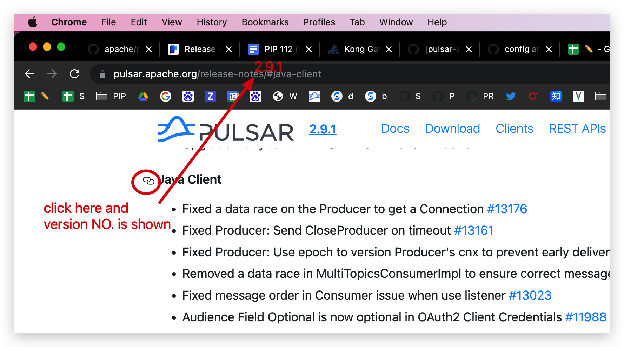 Chrome File Edit View History Bookmarks Profiles Tab Window Help
apache/p Release PIP 112 ( Kong Ga jpulsar- config ar - G
2.9.1
pulsar.apache.org/release-notes/#java-client
S PIP W d b S P PR
PULSAR 2.9.1 Docs Download Clients REST APIs
Java Client
click here and
version NO. is shown
• Fixed a data race on the Producer to get a Connection #13176
• Fixed Producer: Send CloseProducer on timeout #13161
• Fixed Producer: Use epoch to version Producer's cnx to prevent early deliver
• Removed a data race in MultiTopicsConsumerImpl to ensure correct message
• Fixed message order in Consumer issue when use listener #13023
• Audience Field Optional is now optional in OAuth2 Client Credentials #11988